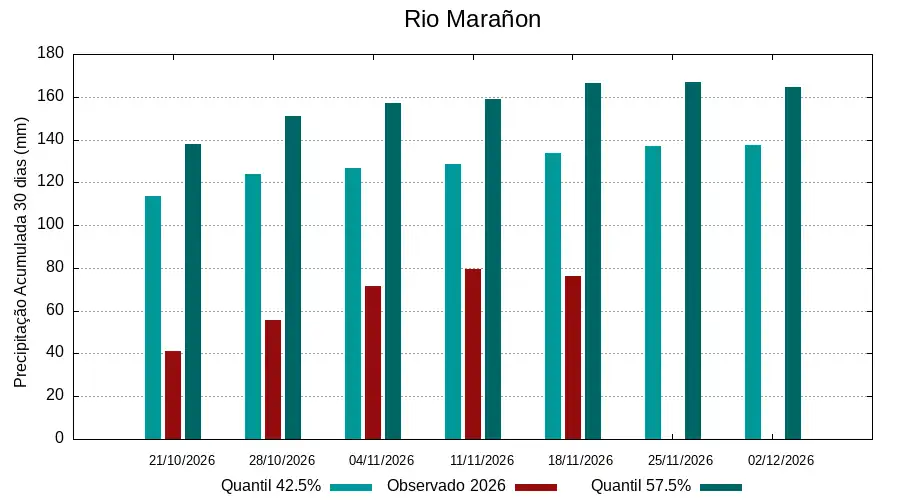 Rio Marañon
Precipitação Acumulada 30 dias (mm)
180
160
140
120
100
80
60
40
20
0
21/10/2026 28/10/2026 04/11/2026 11/11/2026 18/11/2026 25/11/2026 02/12/2026
Quantil 42.5% Observado 2026 Quantil 57.5%